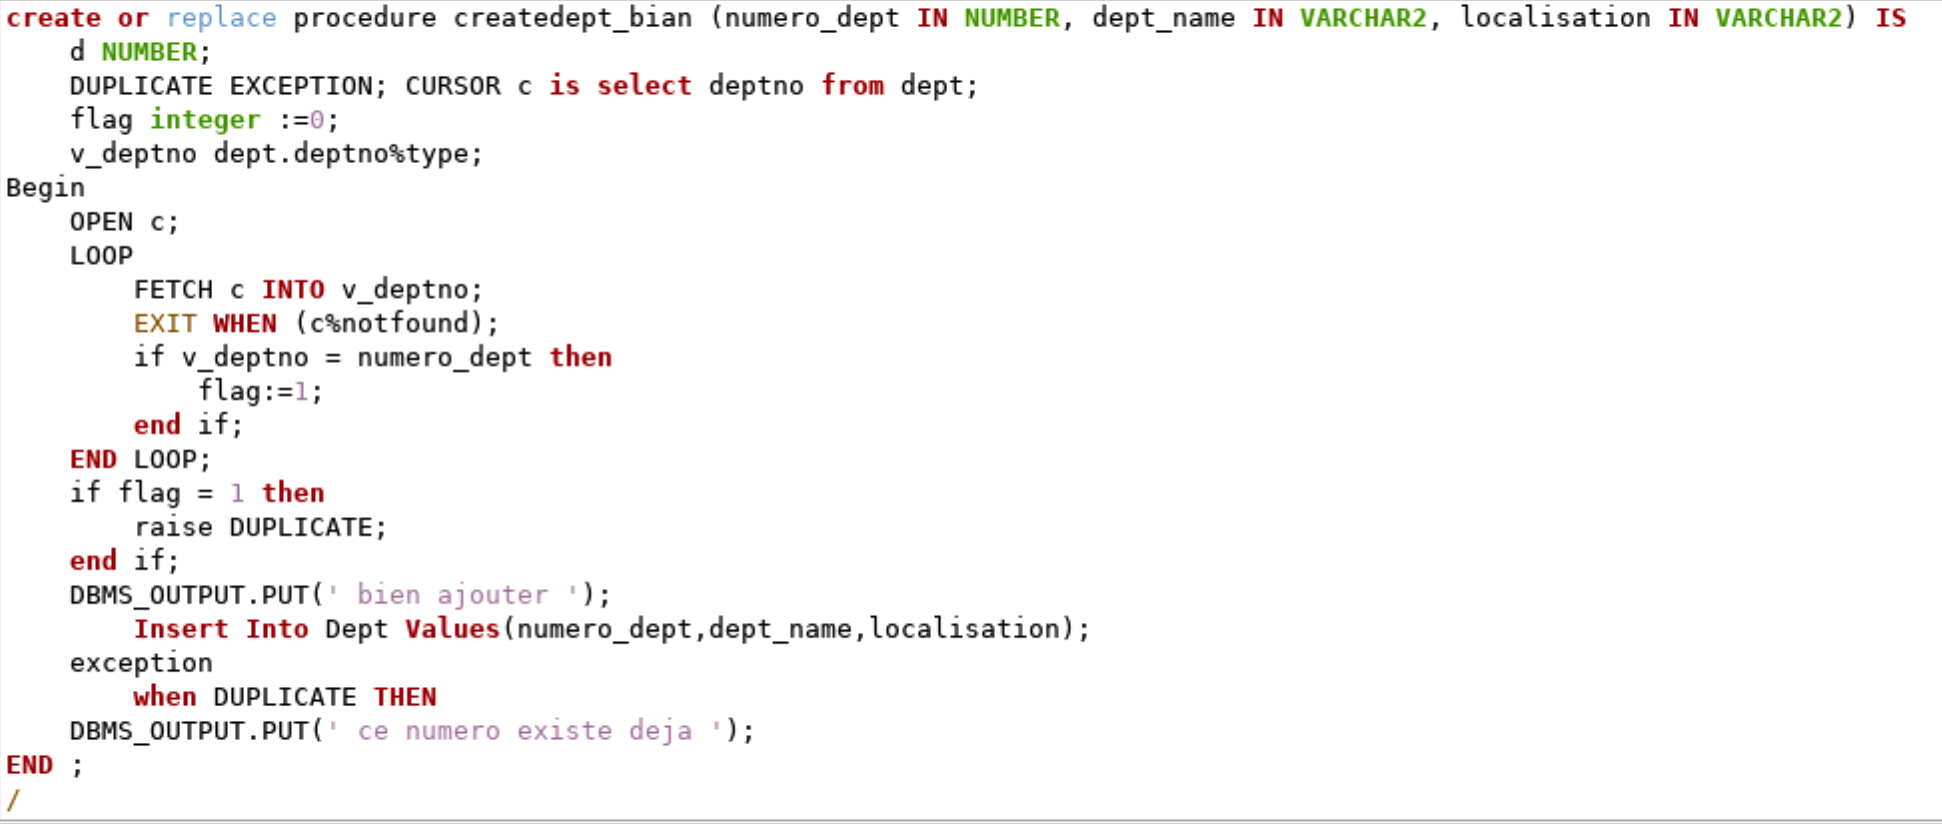 create or replace procedure createdept_bian (numero_dept IN NUMBER, dept_name IN VARCHAR2, localisation IN VARCHAR2) IS
    d NUMBER;
    DUPLICATE EXCEPTION; CURSOR c is select deptno from dept;
    flag integer :=0;
    v_deptno dept.deptno%type;
Begin
    OPEN c;
    LOOP
        FETCH c INTO v_deptno;
        EXIT WHEN (c%notfound);
        if v_deptno = numero_dept then
            flag:=1;
        end if;
    END LOOP;
    if flag = 1 then
        raise DUPLICATE;
    end if;
    DBMS_OUTPUT.PUT(' bien ajouter ');
        Insert Into Dept Values(numero_dept,dept_name,localisation);
    exception
        when DUPLICATE THEN
    DBMS_OUTPUT.PUT(' ce numero existe deja ');
END ;
/